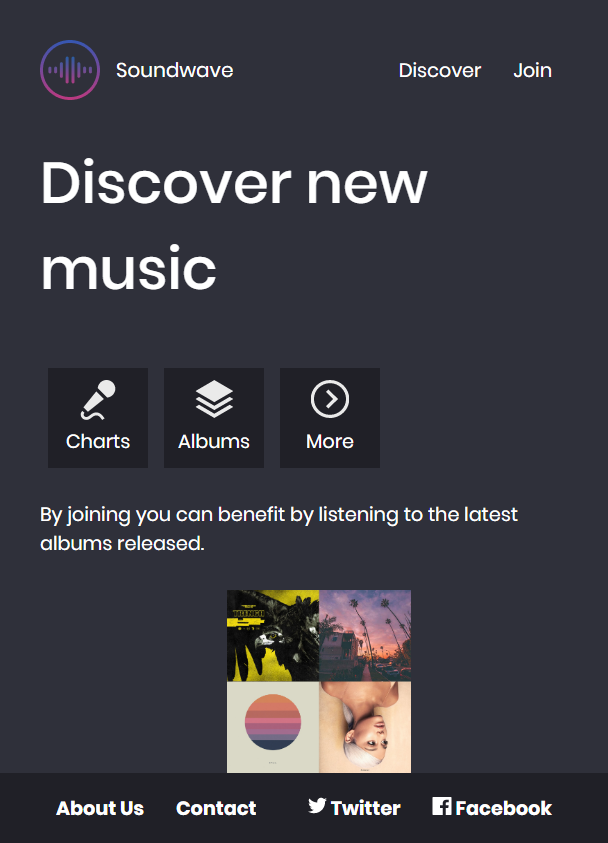 Soundwave
Discover
Join
Discover new
music
Charts
Albums
More
By joining you can benefit by listening to the latest
albums released.
TRENCH
About Us
Contact
Twitter
Facebook